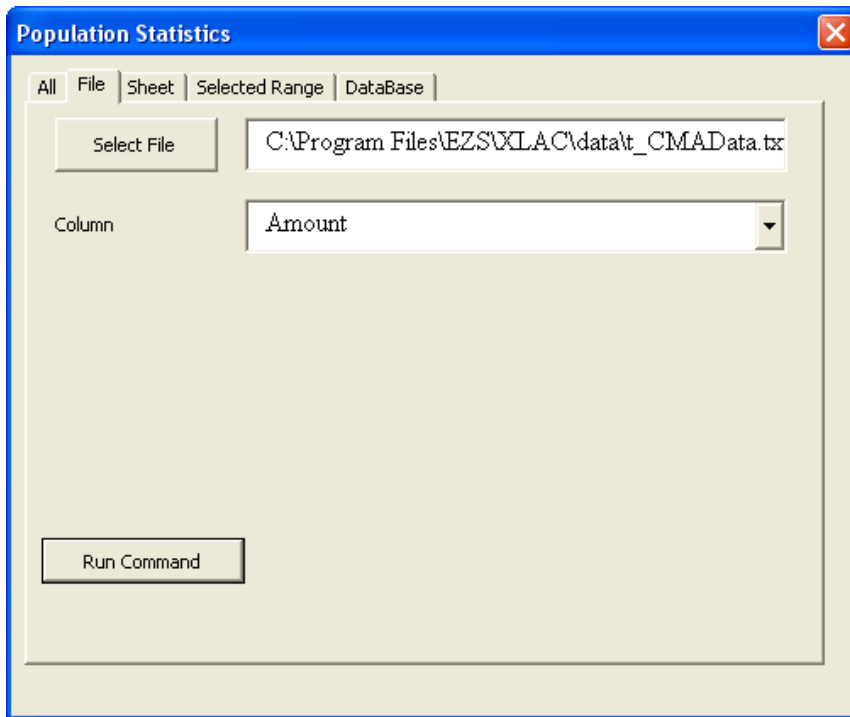 Population Statistics
All File Sheet Selected Range DataBase
Select File C:\Program Files\EZS\XLAC\data\t_CMAData.tx
Column Amount
Run Command